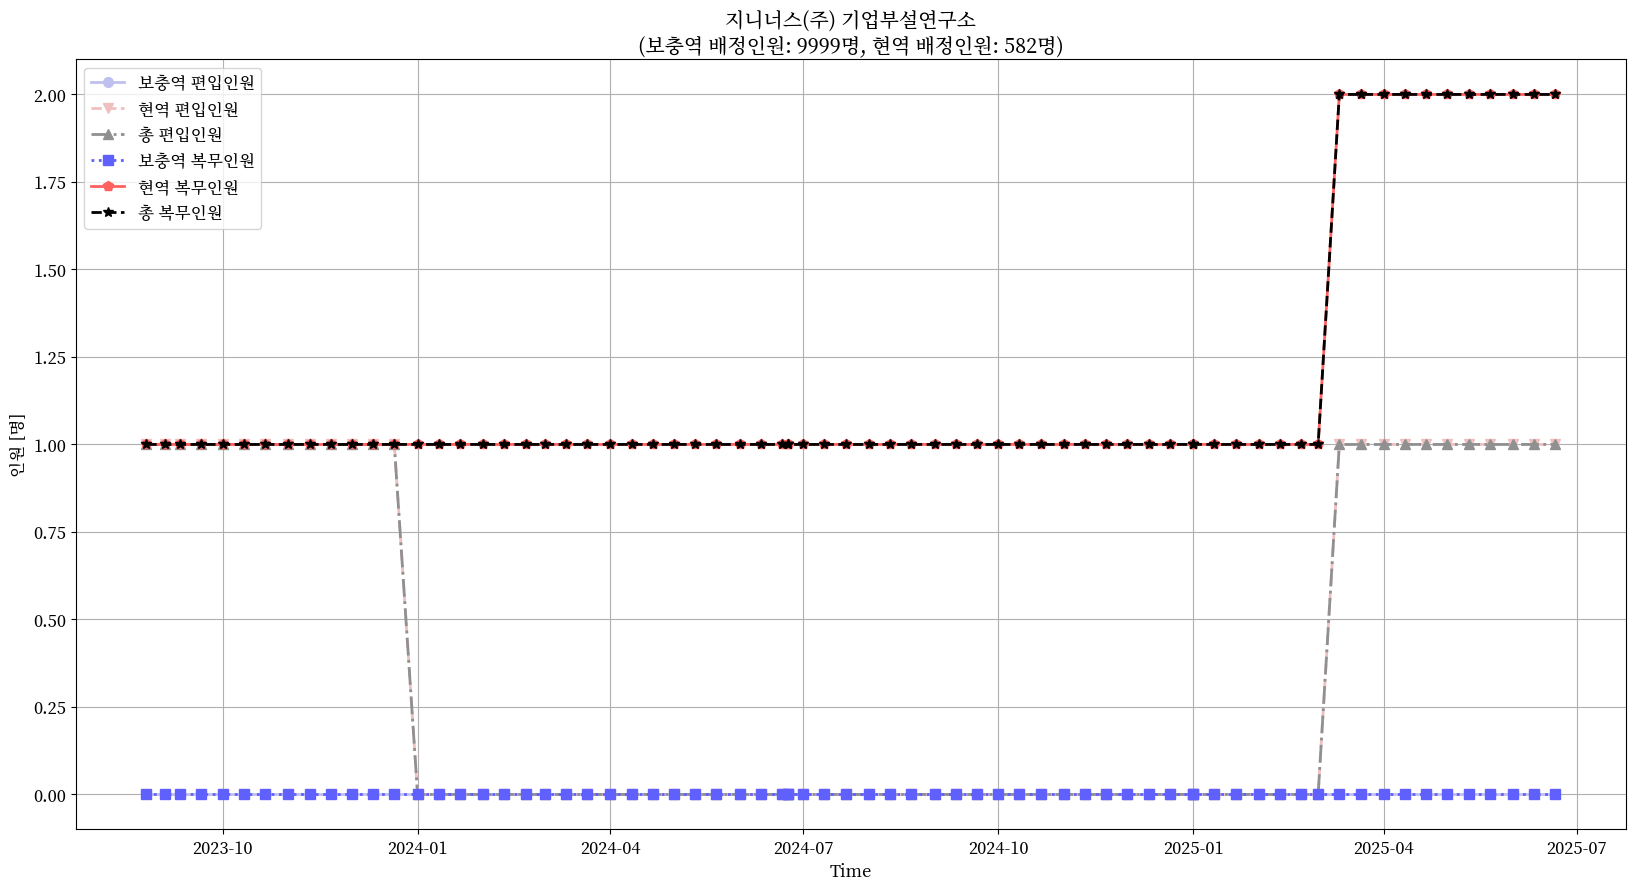 지니너스(주) 기업부설연구소
(보충역 배정인원: 9999명, 현역 배정인원: 582명)
보충역 편입인원
현역 편입인원
총 편입인원
보충역 복무인원
현역 복무인원
총 복무인원
2.00
1.75
1.50
1.25
1.00
0.75
0.50
0.25
0.00
인원 [명]
2023-10
2024-01
2024-04
2024-07
2024-10
2025-01
2025-04
2025-07
Time